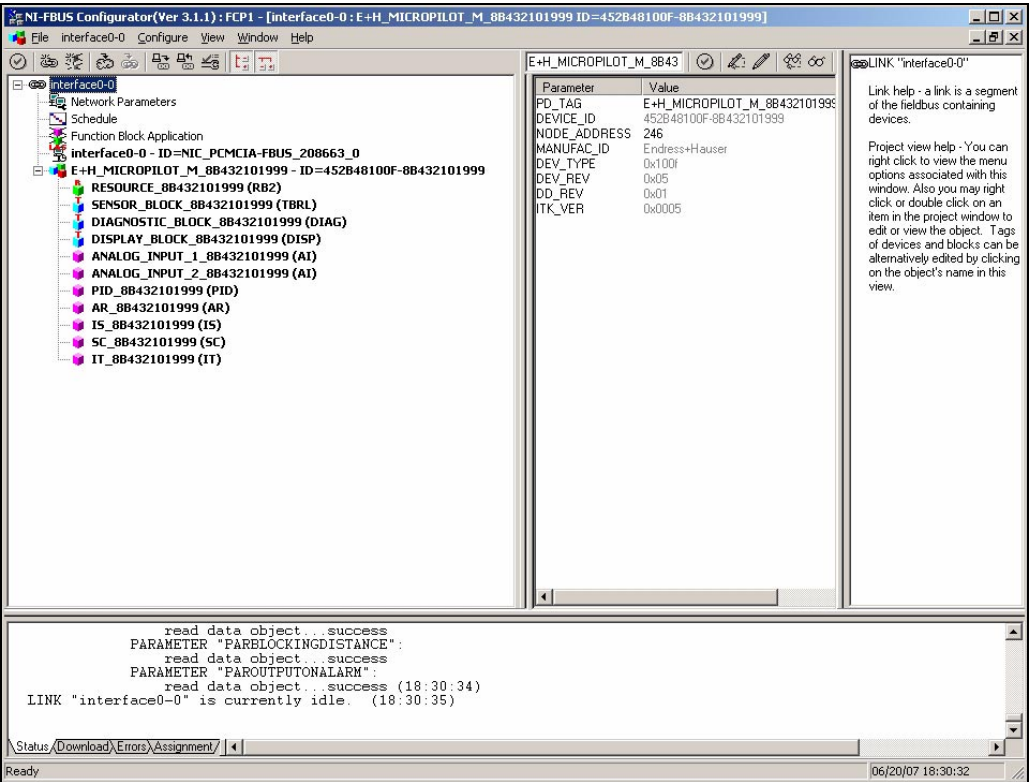 NI-FBUS Configurator(Ver 3.1.1) : FCP1 - [interface0-0 : E+H_MICROPILOT_M_8B432101999 ID=452B48100F-8B432101999]
File interface0-0 Configure View Window Help
E+H_MICROPILOT_M_8B43
interface0-0
Network Parameters
Schedule
Function Block Application
interface0-0 - ID=NIC_PCMCIA-FBUS_208663_0
E+H_MICROPILOT_M_8B432101999 - ID=452B48100F-8B432101999
RESOURCE_8B432101999 (RB2)
SENSOR_BLOCK_8B432101999 (TBRL)
DIAGNOSTIC_BLOCK_8B432101999 (DIAG)
DISPLAY_BLOCK_8B432101999 (DISP)
ANALOG_INPUT_1_8B432101999 (AI)
ANALOG_INPUT_2_8B432101999 (AI)
PID_8B432101999 (PID)
AR_8B432101999 (AR)
IS_8B432101999 (IS)
SC_8B432101999 (SC)
IT_8B432101999 (IT)
Parameter Value
PD_TAG E+H_MICROPILOT_M_8B432101999
DEVICE_ID 452B48100F-8B432101999
NODE_ADDRESS 246
MANUFAC_ID Endress+Hauser
DEV_TYPE 0x100f
DEV_REV 0x05
DD_REV 0x01
ITK_VER 0x0005
LINK "interface0-0"
Link help - a link is a segment
of the fieldbus containing
devices.
Project view help - You can
right click to view the menu
options associated with this
window. Also you may right
click or double click on an
item in the project window to
edit or view the object. Tags
of devices and blocks can be
alternatively edited by clicking
on the object's name in this
view.
read data object...success
PARAMETER "PARBLOCKINGDISTANCE":
read data object...success
PARAMETER "PAROUTPUTONALARM":
read data object...success (18:30:34)
LINK "interface0-0" is currently idle. (18:30:35)
Status Download Errors Assignment
Ready 06/20/07 18:30:32